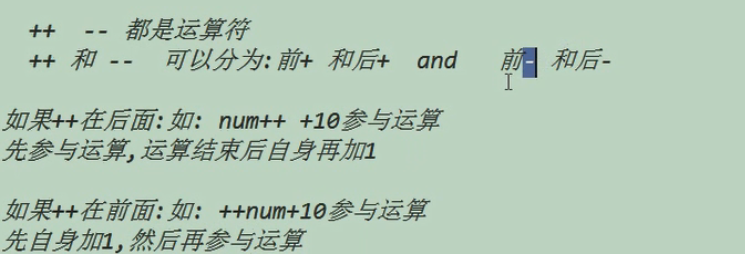 ++ -- 都是运算符
++ 和 -- 可以分为:前+ 和后+ and 前- 和后-
如果++在后面:如: num++ +10参与运算
先参与运算,运算结束后自身再加1
如果++在前面:如: ++num+10参与运算
先自身加1,然后再参与运算